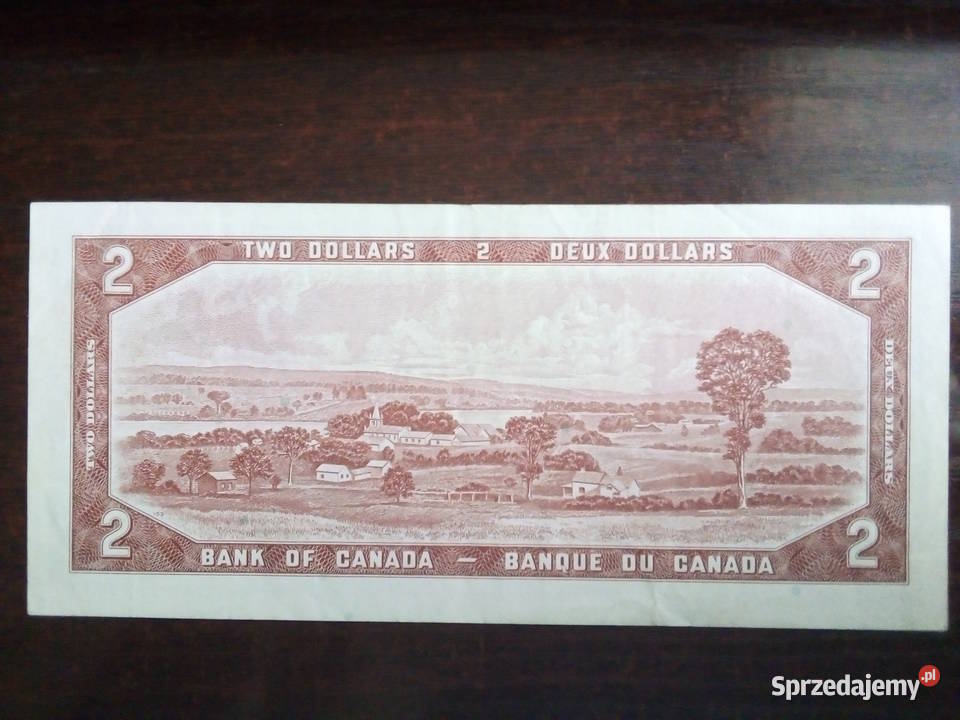 2 TWO DOLLARS 2 DEUX DOLLARS 2
TWO DOLLARS
DEUX DOLLARS
2 BANK OF CANADA — BANQUE DU CANADA 2
Sprzedajemy.pl